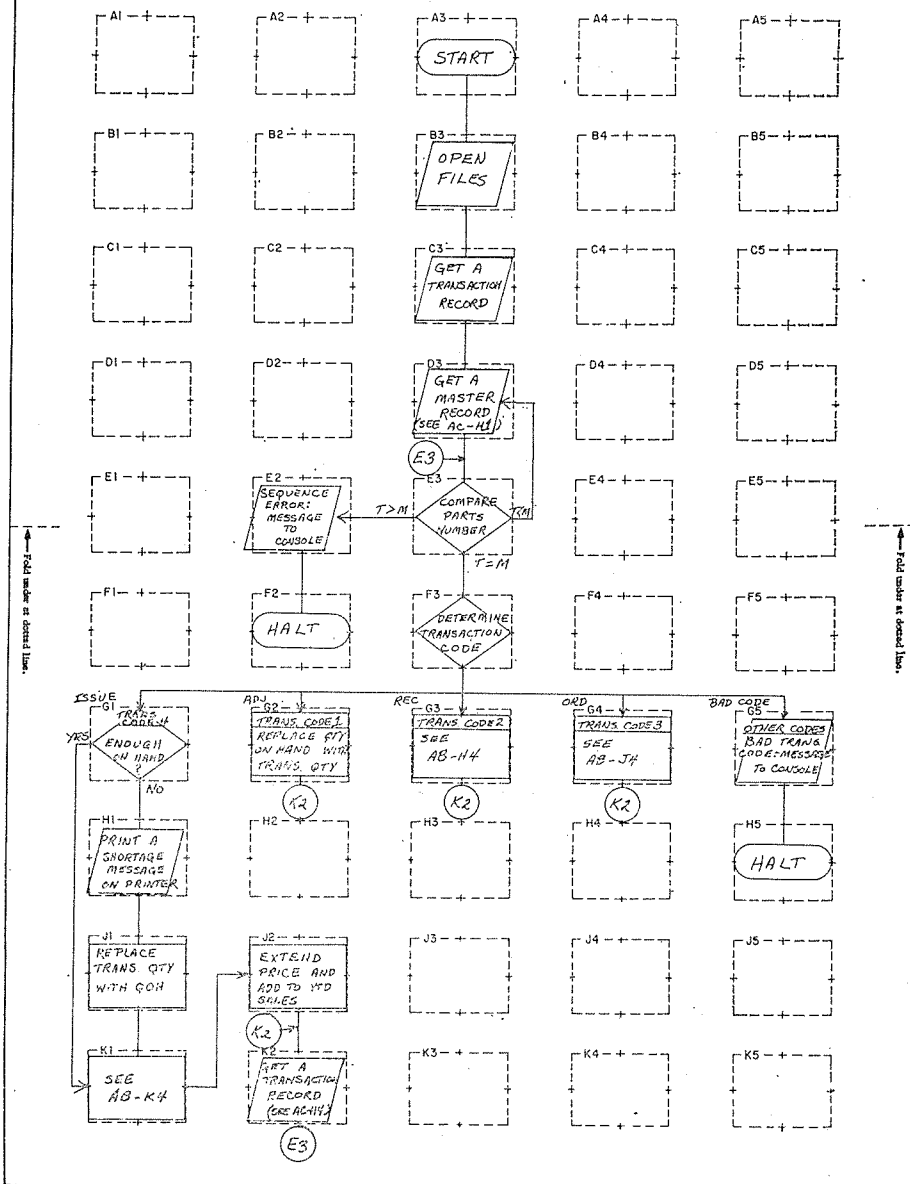 A1
A2
A3
A4
A5
START
B1
B2
B3
B4
B5
OPEN
FILES
C1
C2
C3
C4
C5
GET A
TRANSACTION
RECORD
D1
D2
D3
D4
D5
GET A
MASTER
RECORD
(SEE AC-H1)
E3
E1
E2
E3
E4
E5
SEQUENCE
ERROR:
MESSAGE
TO
CONSOLE
T>M
COMPARE
PARTS
NUMBER
T<M
T=M
Fold under at dotted line.
Fold under at dotted line.
F1
F2
F3
F4
F5
HALT
DETERMINE
TRANSACTION
CODE
ISSUE
ADJ
REC
ORD
BAD CODE
G1
G2
G3
G4
G5
TRANS
CODE 4
YES
ENOUGH
ON HAND
?
NO
TRANS. CODE 1
REPLACE QTY
ON HAND WITH
TRANS. QTY
K2
TRANS. CODE 2
SEE
AB-H4
K2
TRANS. CODE 3
SEE
AB-J4
K2
OTHER CODES
BAD TRANS
CODE=MESSAGE
TO CONSOLE
H1
H2
H3
H4
H5
PRINT A
SHORTAGE
MESSAGE
ON PRINTER
HALT
J1
J2
J3
J4
J5
REPLACE
TRANS. QTY
WITH QOH
EXTEND
PRICE AND
ADD TO YTD
SALES
K2
K1
K2
K3
K4
K5
SEE
AB-K4
GET A
TRANSACTION
RECORD
E3